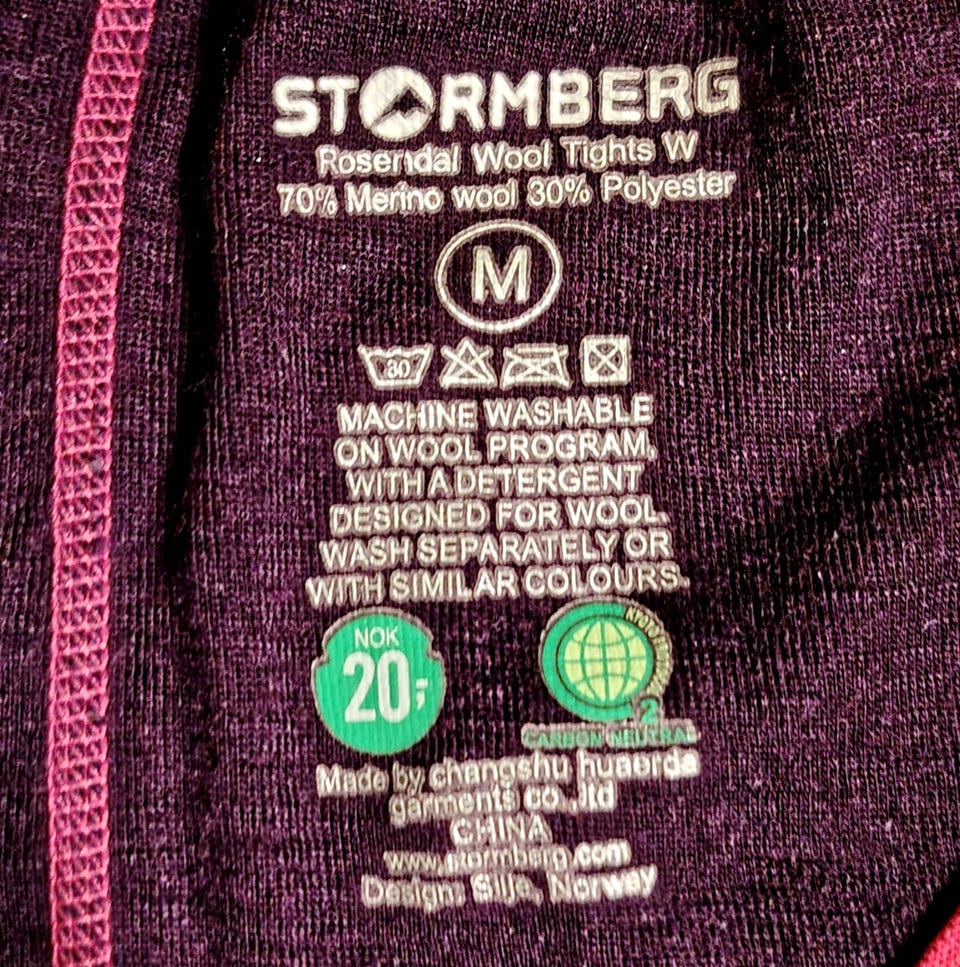 STORMBERG
Rosendal Wool Tights W
70% Merino wool 30% Polyester
M
30
MACHINE WASHABLE
ON WOOL PROGRAM,
WITH A DETERGENT
DESIGNED FOR WOOL.
WASH SEPARATELY OR
WITH SIMILAR COLOURS.
NOK
20,-
2
CARBON NEUTRAL
Made by changshu huaerda
garments co.,ltd
CHINA
www.stormberg.com
Design: Silje, Norway